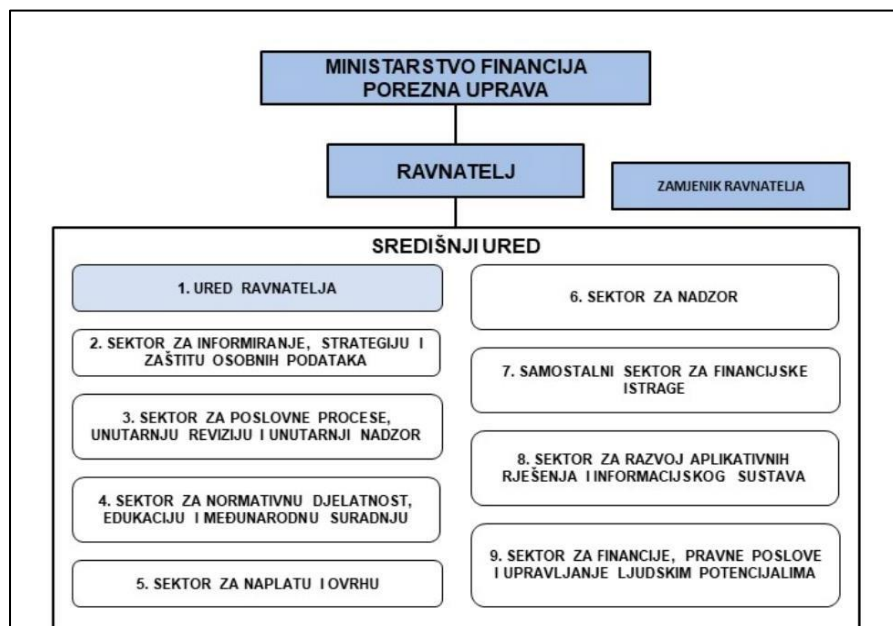 MINISTARSTVO FINANCIJA
POREZNA UPRAVA
RAVNATELJ
ZAMJENIK RAVNATELJA
SREDIŠNJI URED
1. URED RAVNATELJA
2. SEKTOR ZA INFORMIRANJE, STRATEGIJU I
ZAŠTITU OSOBNIH PODATAKA
3. SEKTOR ZA POSLOVNE PROCESE,
UNUTARNJU REVIZIJU I UNUTARNJI NADZOR
4. SEKTOR ZA NORMATIVNU DJELATNOST,
EDUKACIJU I MEĐUNARODNU SURADNJU
5. SEKTOR ZA NAPLATU I OVRHU
6. SEKTOR ZA NADZOR
7. SAMOSTALNI SEKTOR ZA FINANCIJSKE
ISTRAGE
8. SEKTOR ZA RAZVOJ APLIKATIVNIH
RJEŠENJA I INFORMACIJSKOG SUSTAVA
9. SEKTOR ZA FINANCIJE, PRAVNE POSLOVE
I UPRAVLJANJE LJUDSKIM POTENCIJALIMA